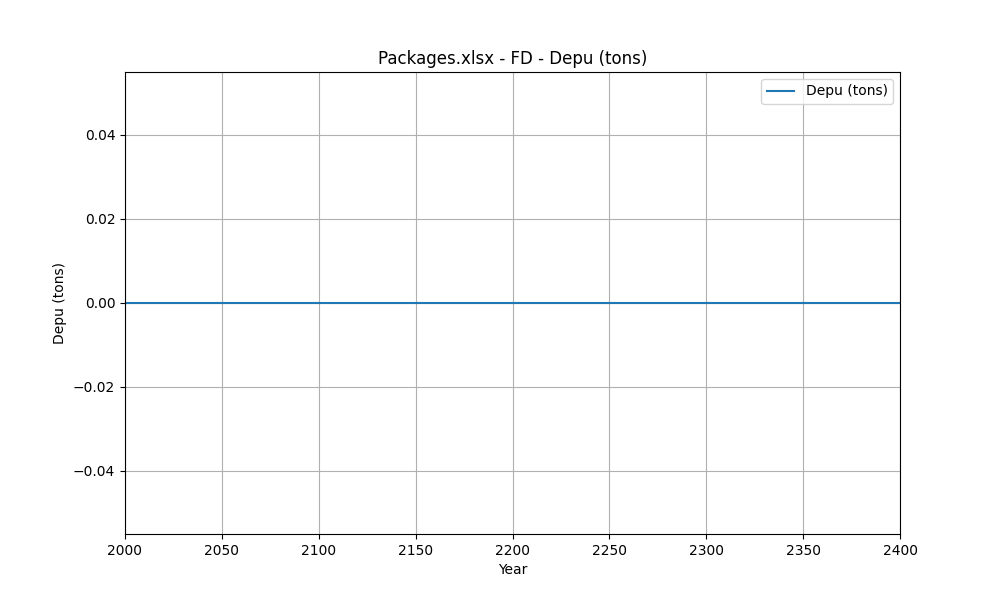 Packages.xlsx - FD - Depu (tons)
Depu (tons)
0.04
0.02
0.00
−0.02
−0.04
Depu (tons)
2000 2050 2100 2150 2200 2250 2300 2350 2400
Year